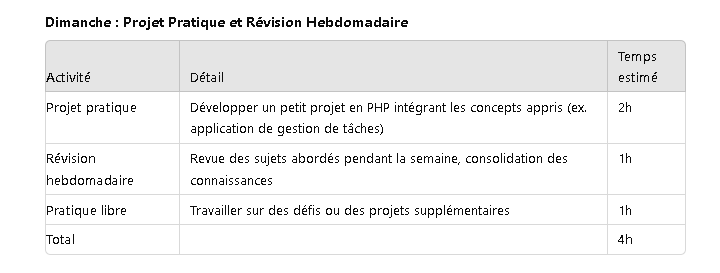 Dimanche : Projet Pratique et Révision Hebdomadaire
Temps
Activité Détail estimé
Projet pratique Développer un petit projet en PHP intégrant les concepts appris (ex. 2h
application de gestion de tâches)
Révision Revue des sujets abordés pendant la semaine, consolidation des 1h
hebdomadaire connaissances
Pratique libre Travailler sur des défis ou des projets supplémentaires 1h
Total 4h